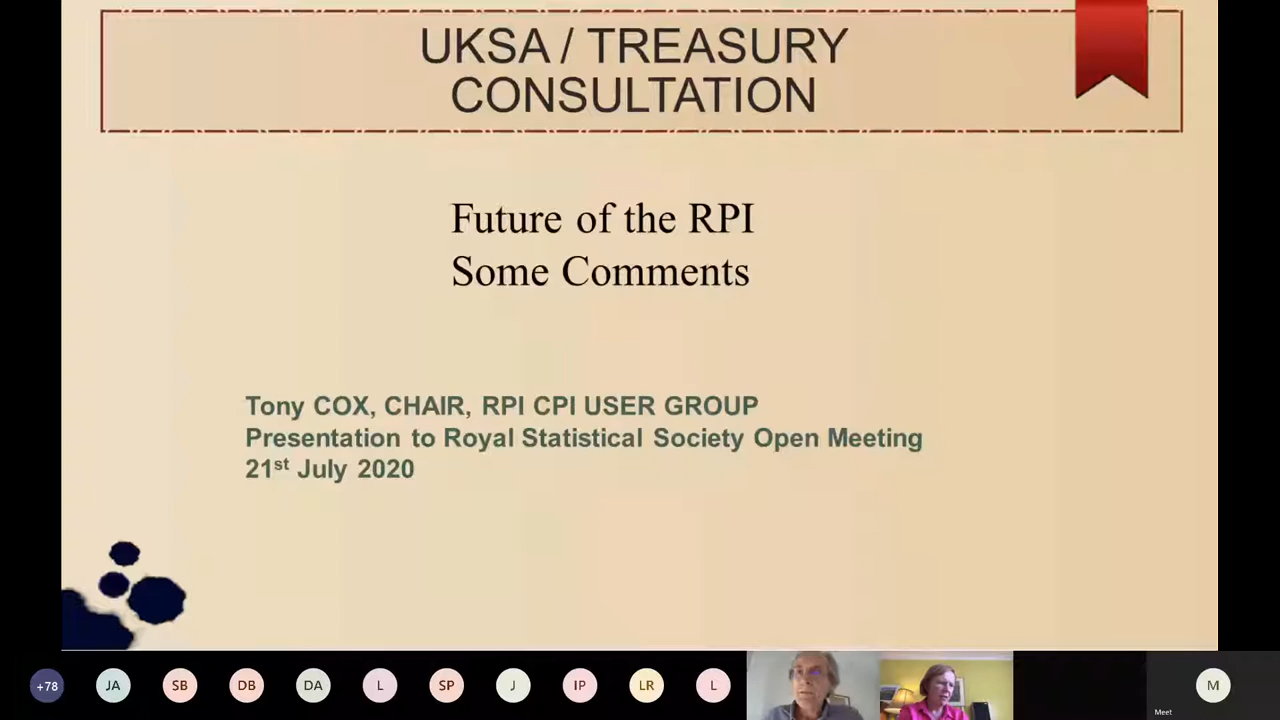 UKSA / TREASURY
CONSULTATION
Future of the RPI
Some Comments
Tony COX, CHAIR, RPI CPI USER GROUP
Presentation to Royal Statistical Society Open Meeting
21st July 2020
+78
JA
SB
DB
DA
L
SP
J
IP
LR
L
M
Meet